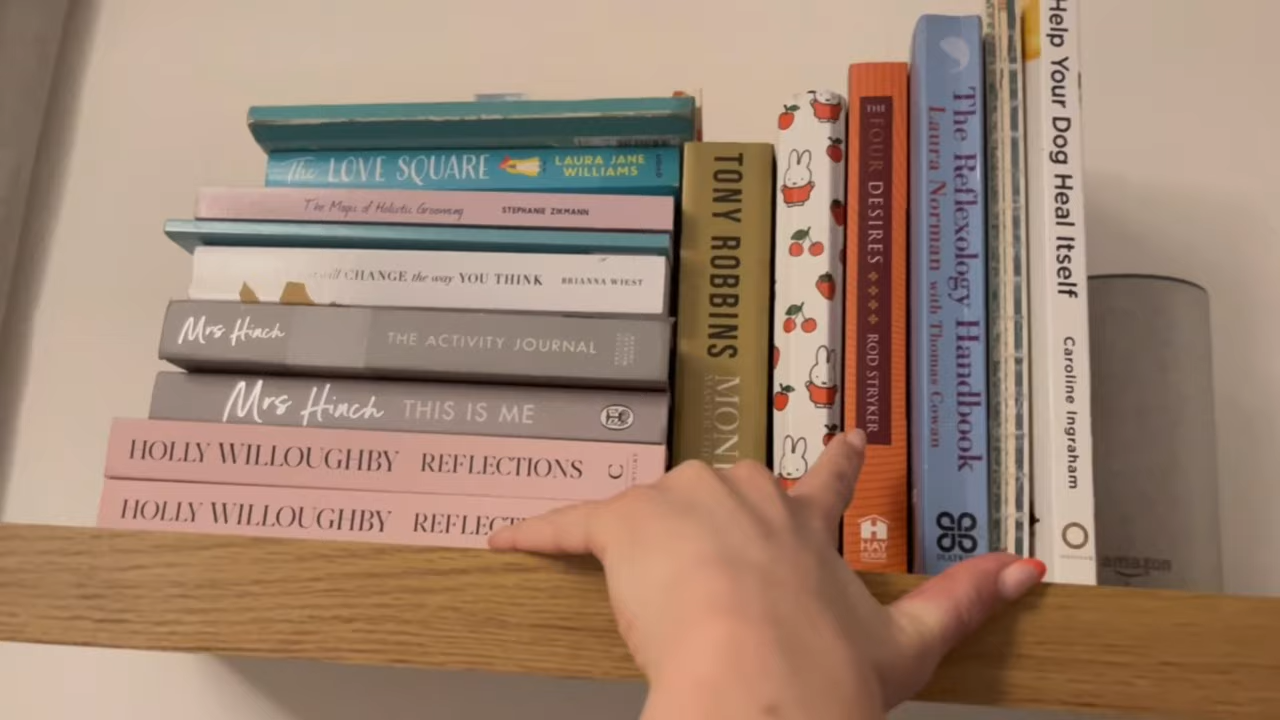 The LOVE SQUARE LAURA JANE WILLIAMS
The Magic of Holistic Grooming STEPHANIE ZIKMANN
will CHANGE the way YOU THINK BRIANNA WIEST
Mrs Hinch THE ACTIVITY JOURNAL
Mrs Hinch THIS IS ME
HOLLY WILLOUGHBY REFLECTIONS
HOLLY WILLOUGHBY REFLECT
TONY ROBBINS MON
THE FOUR DESIRES ROD STRYKER
HAY HOUSE
The Reflexology Handbook
Laura Norman with Thomas Cowan
Help Your Dog Heal Itself Caroline Ingraham
amazon